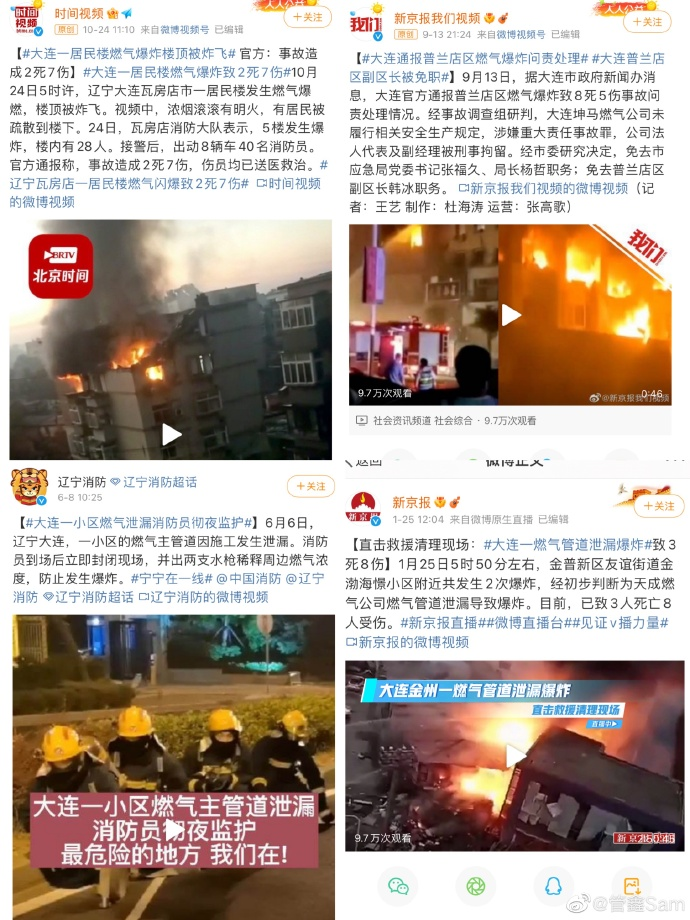 时间视频
原创 10-24 11:10 来自微博视频号 已编辑
+关注
【#大连一居民楼燃气爆炸楼顶被炸飞# 官方：事故造
成2死7伤】#大连一居民楼燃气爆炸致2死7伤#10月
24日5时许，辽宁大连瓦房店市一居民楼发生燃气爆
燃，楼顶被炸飞。视频中，浓烟滚滚有明火，有居民被
疏散到楼下。24日，瓦房店消防大队表示，5楼发生爆
炸，楼内有28人。接警后，出动8辆车40名消防员。
官方通报称，事故造成2死7伤，伤员均已送医救治。#
辽宁瓦房店一居民楼燃气闪爆致2死7伤# 时间视频
的微博视频
BRTV
北京时间
辽宁消防 辽宁消防超话
6-8 10:25
+关注
【#大连一小区燃气泄漏消防员彻夜监护#】6月6日，
辽宁大连，一小区的燃气主管道因施工发生泄漏。消防
员到场后立即封闭现场，并出两支水枪稀释周边燃气浓
度，防止发生爆炸。#宁宁在一线# @中国消防 @辽宁
消防 辽宁消防超话 辽宁消防的微博视频
大连一小区燃气主管道泄漏
消防员彻夜监护
最危险的地方 我们在!
新京报我们视频
原创 9-13 21:24 来自微博视频号 已编辑
+关注
【#大连通报普兰店区燃气爆炸问责处理# #大连普兰店
区副区长被免职#】9月13日，据大连市政府新闻办消
息，大连官方通报普兰店区燃气爆炸致8死5伤事故问
责处理情况。经事故调查组研判，大连坤马燃气公司未
履行相关安全生产规定，涉嫌重大责任事故罪，公司法
人代表及副经理被刑事拘留。经市委研究决定，免去市
应急局党委书记张福久、局长杨哲职务；免去普兰店区
副区长韩冰职务。 新京报我们视频的微博视频（记
者：王艺 制作：杜海涛 运营：张高歌）
我们
9.7万次观看
0:46
@新京报我们视频
社会资讯频道 社会综合 · 9.7万次观看
返回
微博正文
新京报
1-25 12:04 来自微博原生直播 已编辑
+关注
【直击救援清理现场：#大连一燃气管道泄漏爆炸#致3
死8伤】1月25日5时50分左右，金普新区友谊街道金
渤海憬小区附近共发生2次爆炸，经初步判断为天成燃
气公司燃气管道泄漏导致爆炸。目前，已致3人死亡8
人受伤。#新京报直播##微博直播台##见证v播力量#
新京报的微博视频
大连金州一燃气管道泄漏爆炸
直击救援清理现场
直播中
9.7万次观看
新京报
@管鑫Sam